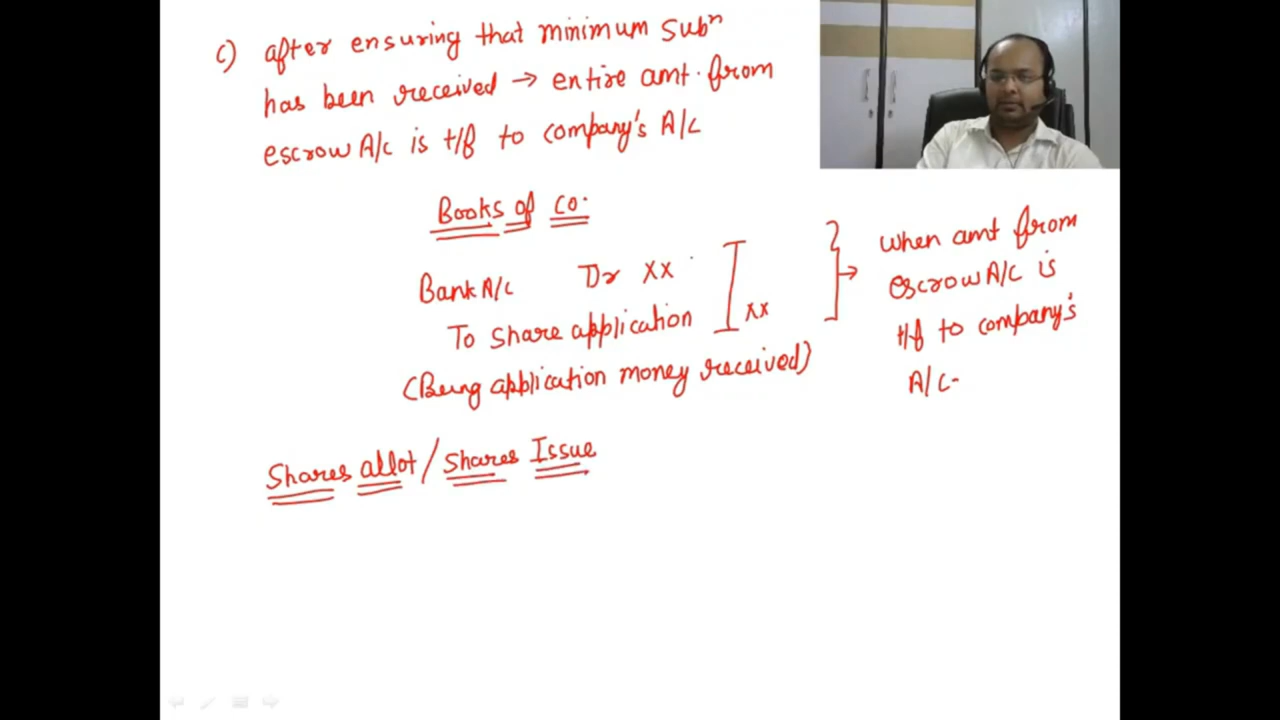 c) after ensuring that minimum subⁿ
has been received → entire amt. from
escrow A/c is t/f to company's A/c
Books of co.
Bank A/c Dr xx
To share application xx
(Being application money received)
→ when amt from
escrow A/c is
t/f to company's
A/c-
Shares allot / Shares Issue